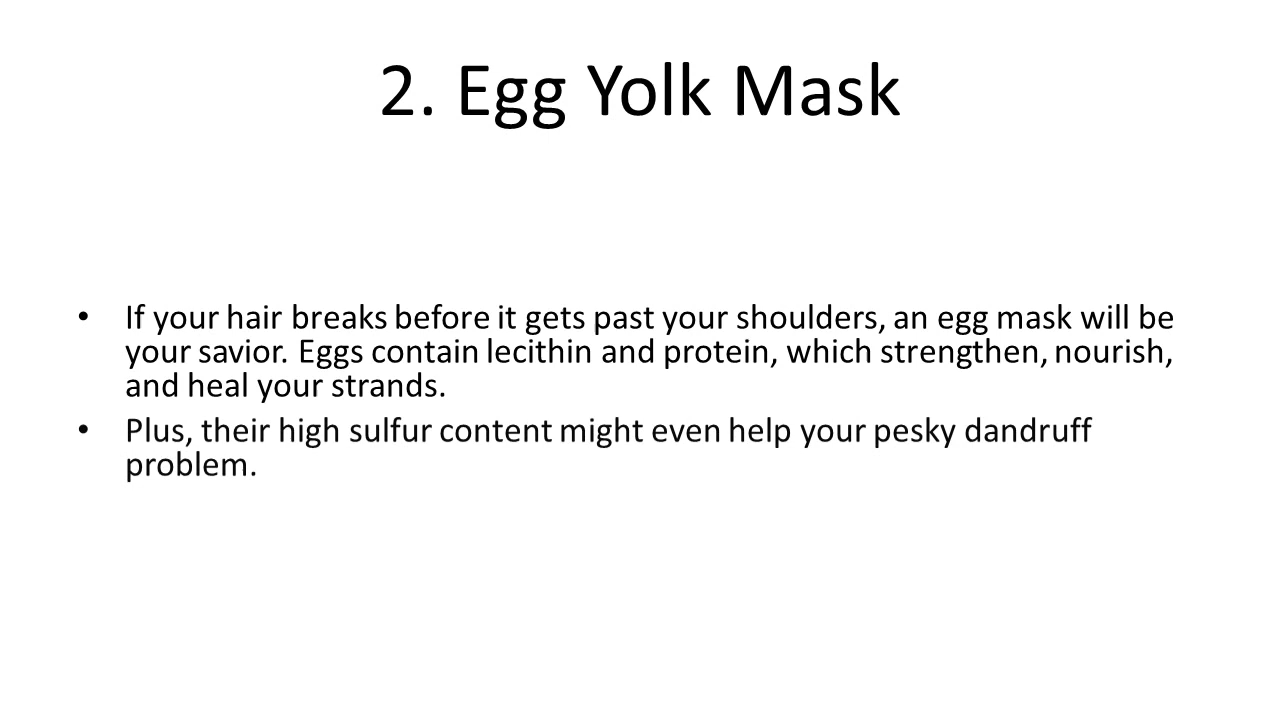 2. Egg Yolk Mask
• If your hair breaks before it gets past your shoulders, an egg mask will be
your savior. Eggs contain lecithin and protein, which strengthen, nourish,
and heal your strands.
• Plus, their high sulfur content might even help your pesky dandruff
problem.